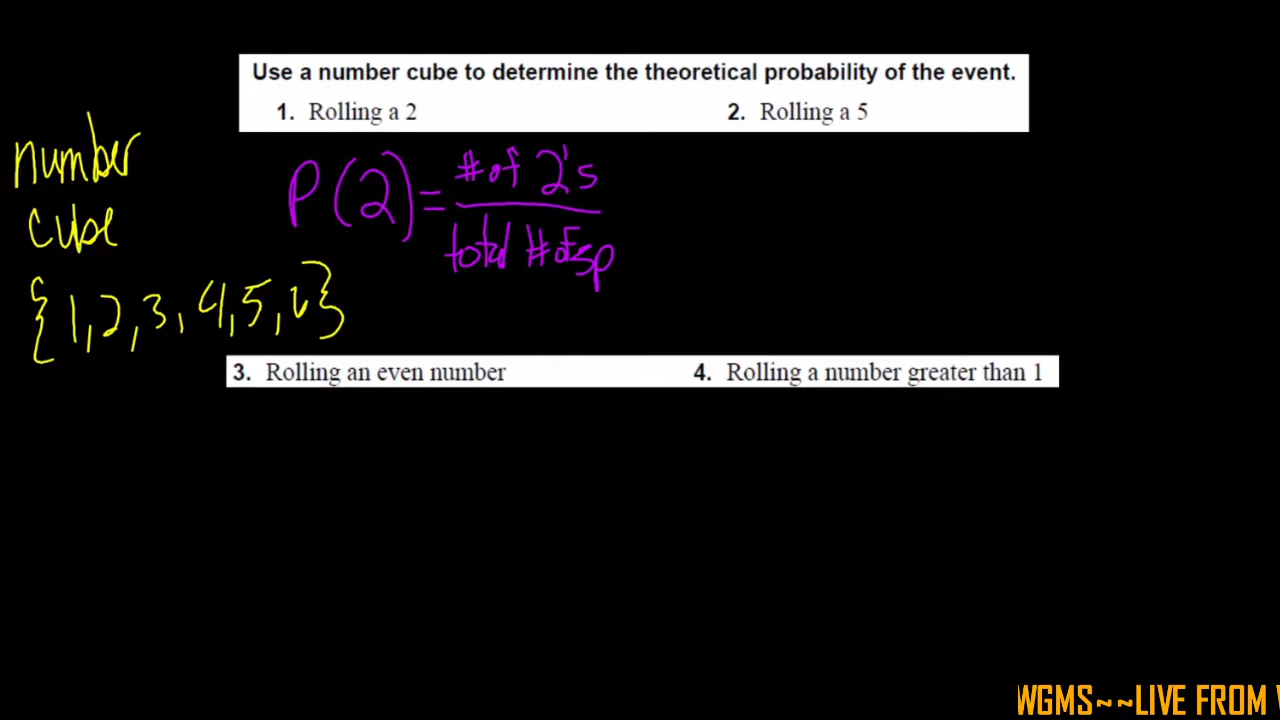 Use a number cube to determine the theoretical probability of the event.
1. Rolling a 2 2. Rolling a 5
number
cube
{1,2,3,4,5,6}
P(2)= # of 2's
total # of sp
3. Rolling an even number 4. Rolling a number greater than 1
WGMS~~LIVE FROM